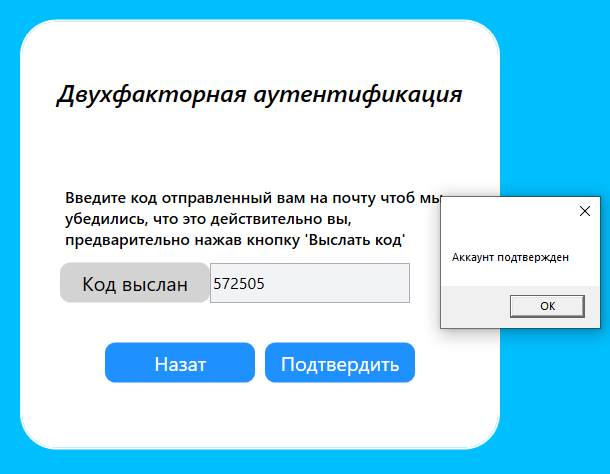 Двухфакторная аутентификация
Введите код отправленный вам на почту чтоб мы
убедились, что это действительно вы,
предварительно нажав кнопку 'Выслать код'
Код выслан
572505
Аккаунт подтвержден
OK
Назат
Подтвердить